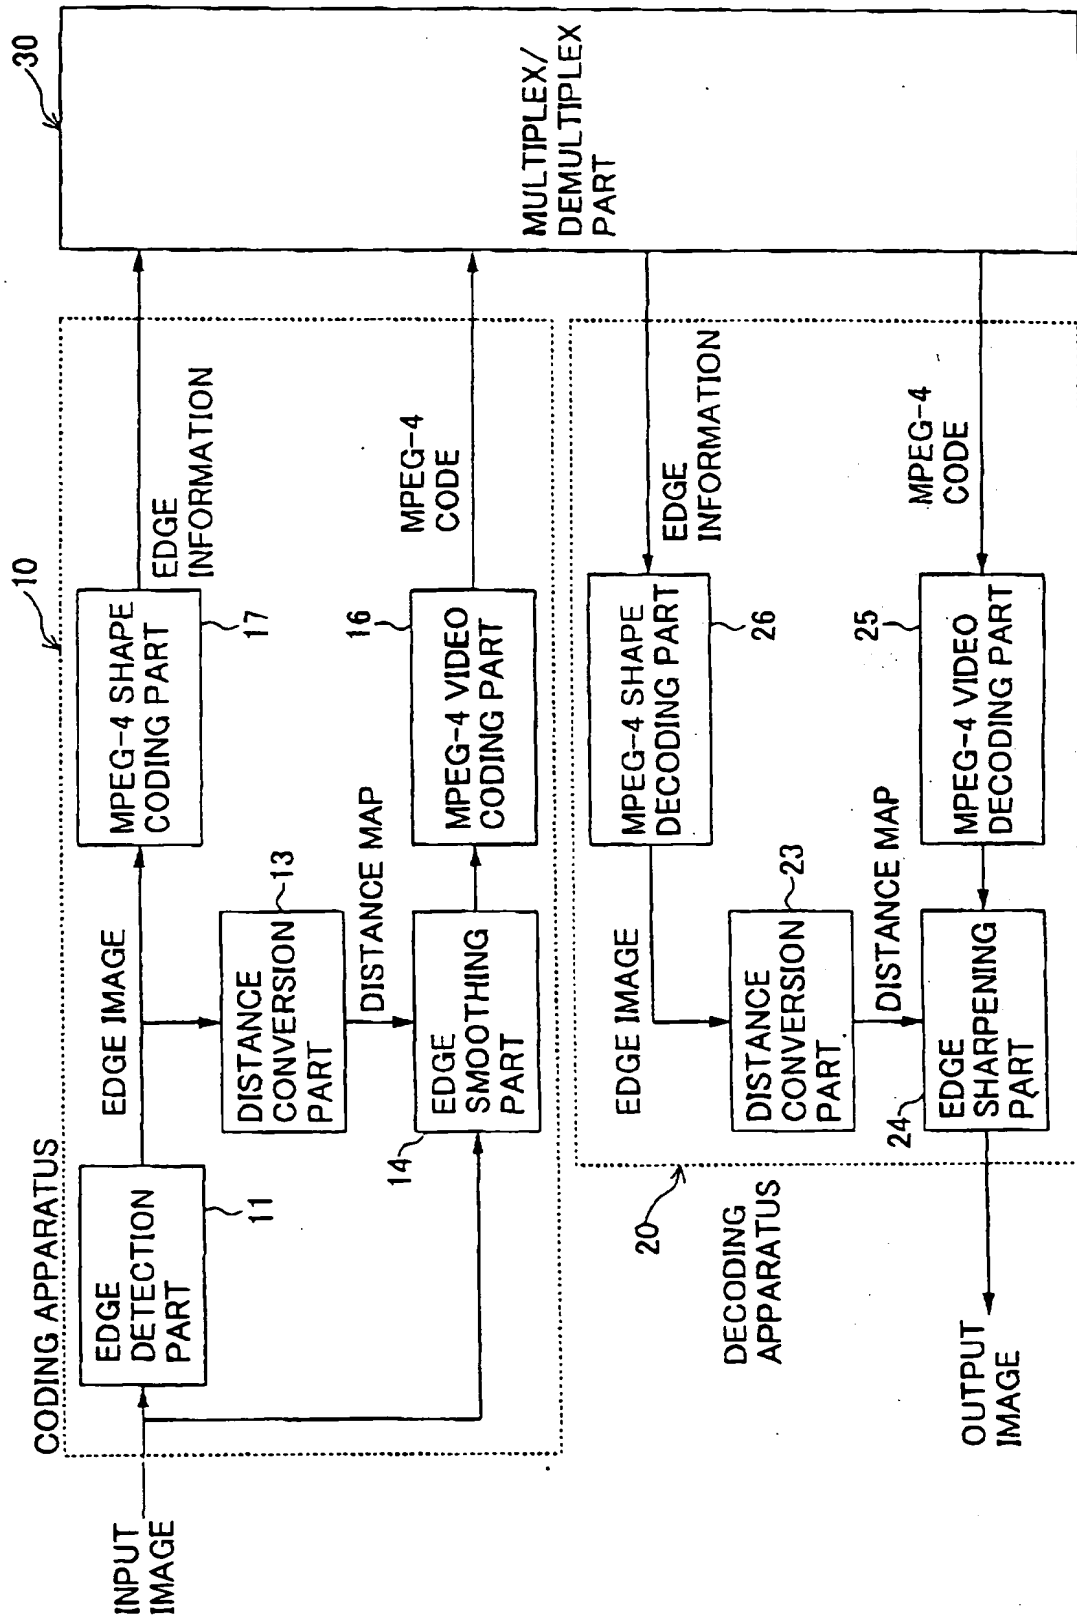 CODING APPARATUS
10
30
INPUT
IMAGE
EDGE
DETECTION
PART
11
EDGE IMAGE
MPEG-4 SHAPE
CODING PART
17
EDGE
INFORMATION
DISTANCE
CONVERSION
PART
13
DISTANCE MAP
14
EDGE
SMOOTHING
PART
MPEG-4 VIDEO
CODING PART
16
MPEG-4
CODE
MULTIPLEX/
DEMULTIPLEX
PART
20
DECODING
APPARATUS
EDGE IMAGE
MPEG-4 SHAPE
DECODING PART
26
EDGE
INFORMATION
DISTANCE
CONVERSION
PART
23
DISTANCE MAP
24
EDGE
SHARPENING
PART
MPEG-4 VIDEO
DECODING PART
25
MPEG-4
CODE
OUTPUT
IMAGE